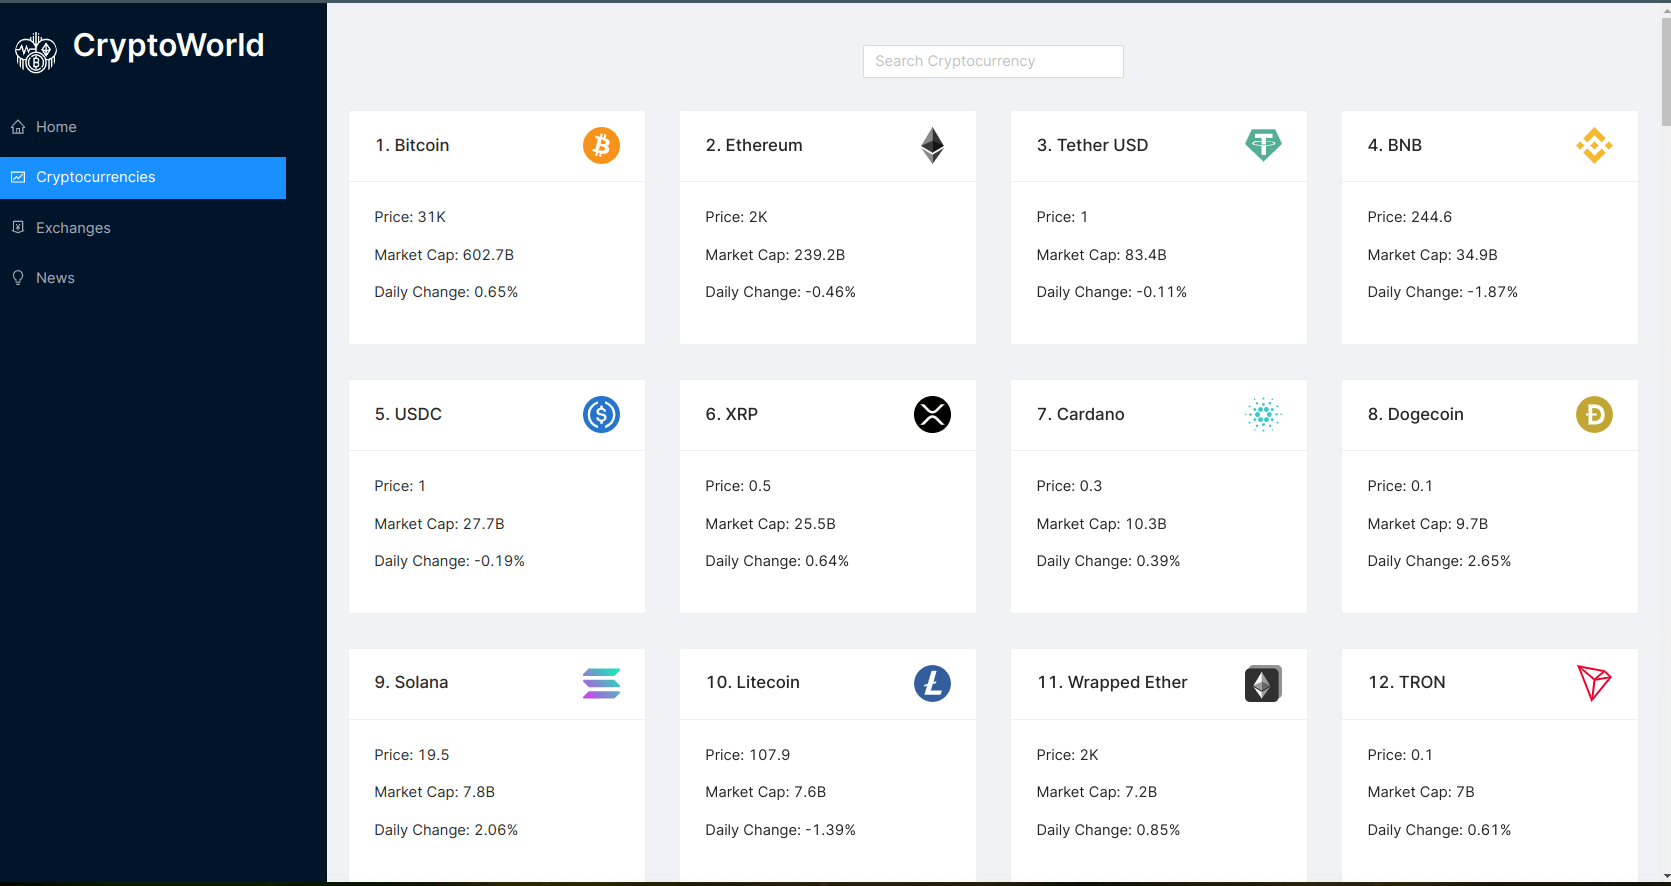 CryptoWorld
Home
Cryptocurrencies
Exchanges
News
Search Cryptocurrency
1. Bitcoin
Price: 31K
Market Cap: 602.7B
Daily Change: 0.65%
2. Ethereum
Price: 2K
Market Cap: 239.2B
Daily Change: -0.46%
3. Tether USD
Price: 1
Market Cap: 83.4B
Daily Change: -0.11%
4. BNB
Price: 244.6
Market Cap: 34.9B
Daily Change: -1.87%
5. USDC
Price: 1
Market Cap: 27.7B
Daily Change: -0.19%
6. XRP
Price: 0.5
Market Cap: 25.5B
Daily Change: 0.64%
7. Cardano
Price: 0.3
Market Cap: 10.3B
Daily Change: 0.39%
8. Dogecoin
Price: 0.1
Market Cap: 9.7B
Daily Change: 2.65%
9. Solana
Price: 19.5
Market Cap: 7.8B
Daily Change: 2.06%
10. Litecoin
Price: 107.9
Market Cap: 7.6B
Daily Change: -1.39%
11. Wrapped Ether
Price: 2K
Market Cap: 7.2B
Daily Change: 0.85%
12. TRON
Price: 0.1
Market Cap: 7B
Daily Change: 0.61%